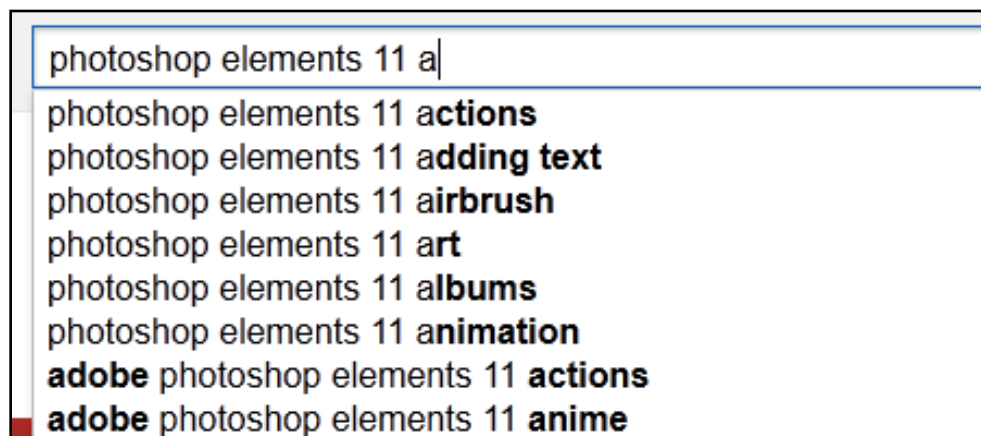 photoshop elements 11 a
photoshop elements 11 actions
photoshop elements 11 adding text
photoshop elements 11 airbrush
photoshop elements 11 art
photoshop elements 11 albums
photoshop elements 11 animation
adobe photoshop elements 11 actions
adobe photoshop elements 11 anime